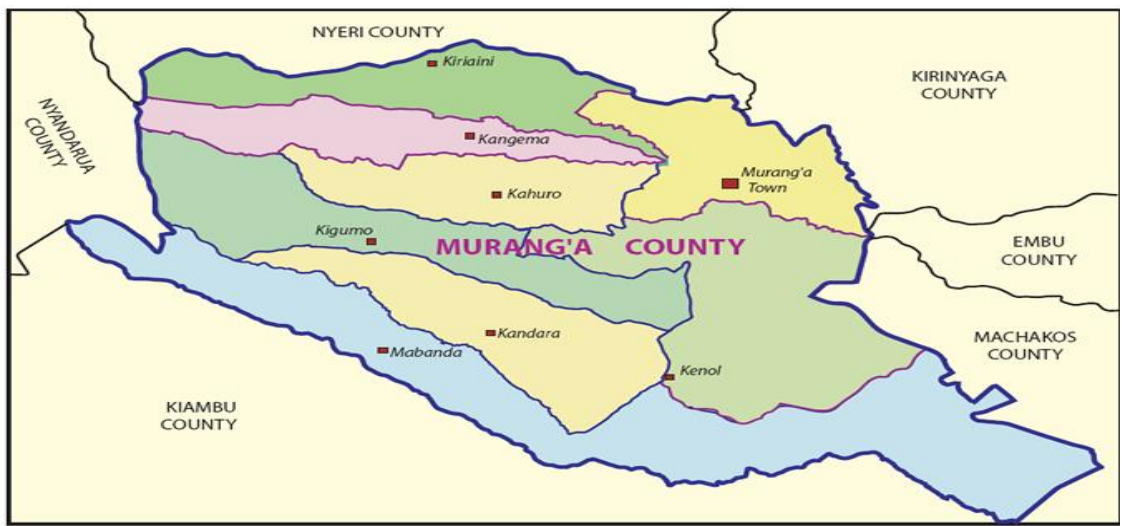 NYERI COUNTY
Kiriaini
KIRINYAGA
COUNTY
NYANDARUA
COUNTY
Kangema
Murang'a
Town
Kahuro
Kigumo
MURANG'A COUNTY
EMBU
COUNTY
Kandara
MACHAKOS
COUNTY
Mabanda
Kenol
KIAMBU
COUNTY